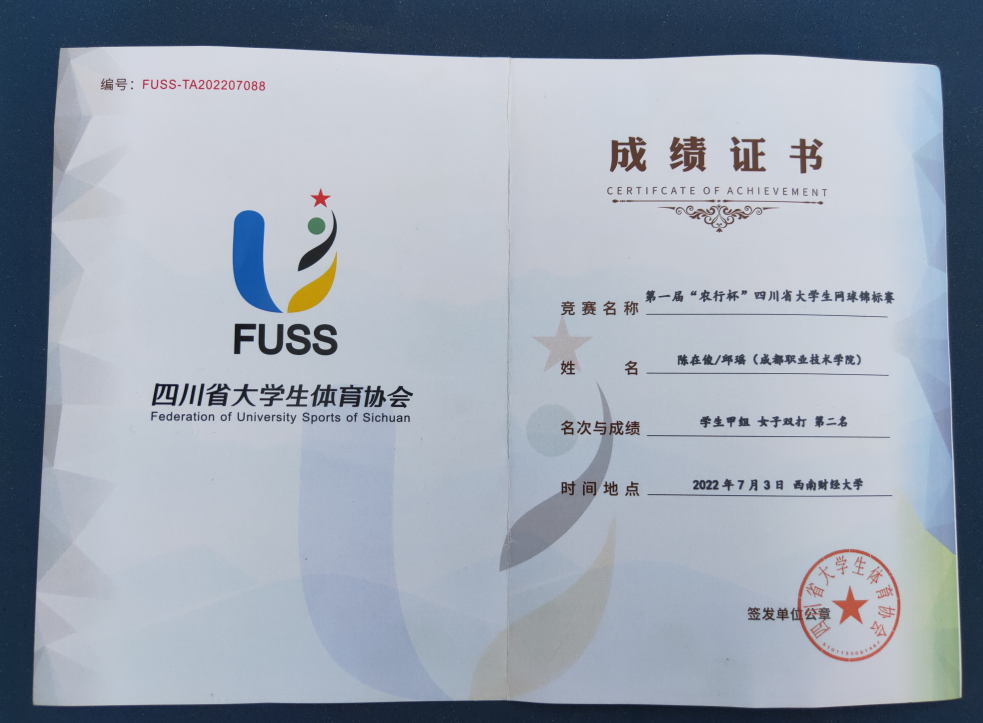 编号：FUSS-TA202207088
FUSS
四川省大学生体育协会
Federation of University Sports of Sichuan
成绩证书
CERTIFCATE OF ACHIEVEMENT
竞赛名称 第一届“农行杯”四川省大学生网球锦标赛
姓名 陈在俊/邱瑶（成都职业技术学院）
名次与成绩 学生甲组 女子双打 第二名
时间地点 2022年7月3日 西南财经大学
签发单位公章
四川省大学生体育协会